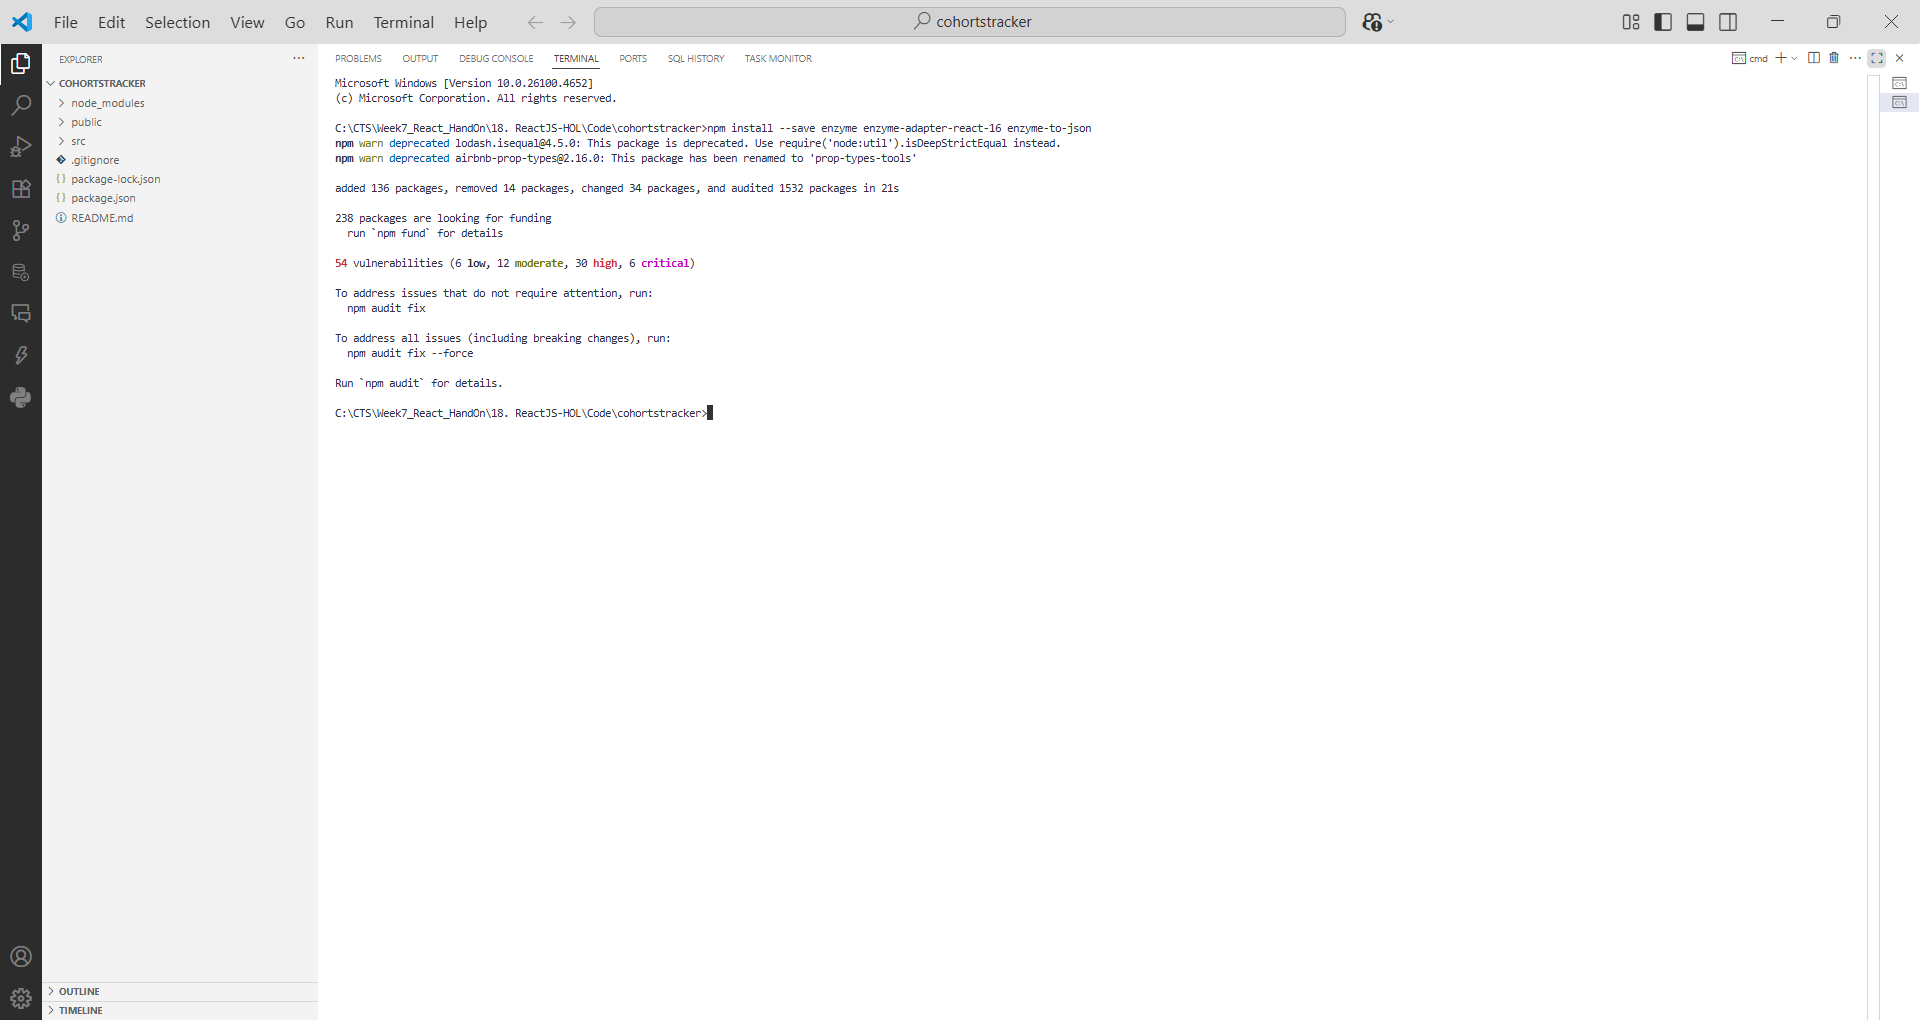 File Edit Selection View Go Run Terminal Help
cohortstracker
EXPLORER
COHORTSTRACKER
node_modules
public
src
.gitignore
package-lock.json
package.json
README.md
OUTLINE
TIMELINE
PROBLEMS OUTPUT DEBUG CONSOLE TERMINAL PORTS SQL HISTORY TASK MONITOR
cmd
Microsoft Windows [Version 10.0.26100.4652]
(c) Microsoft Corporation. All rights reserved.
C:\CTS\Week7_React_HandOn\18. ReactJS-HOL\Code\cohortstracker>npm install --save enzyme enzyme-adapter-react-16 enzyme-to-json
npm warn deprecated lodash.isequal@4.5.0: This package is deprecated. Use require('node:util').isDeepStrictEqual instead.
npm warn deprecated airbnb-prop-types@2.16.0: This package has been renamed to 'prop-types-tools'
added 136 packages, removed 14 packages, changed 34 packages, and audited 1532 packages in 21s
238 packages are looking for funding
run `npm fund` for details
54 vulnerabilities (6 low, 12 moderate, 30 high, 6 critical)
To address issues that do not require attention, run:
npm audit fix
To address all issues (including breaking changes), run:
npm audit fix --force
Run `npm audit` for details.
C:\CTS\Week7_React_HandOn\18. ReactJS-HOL\Code\cohortstracker>